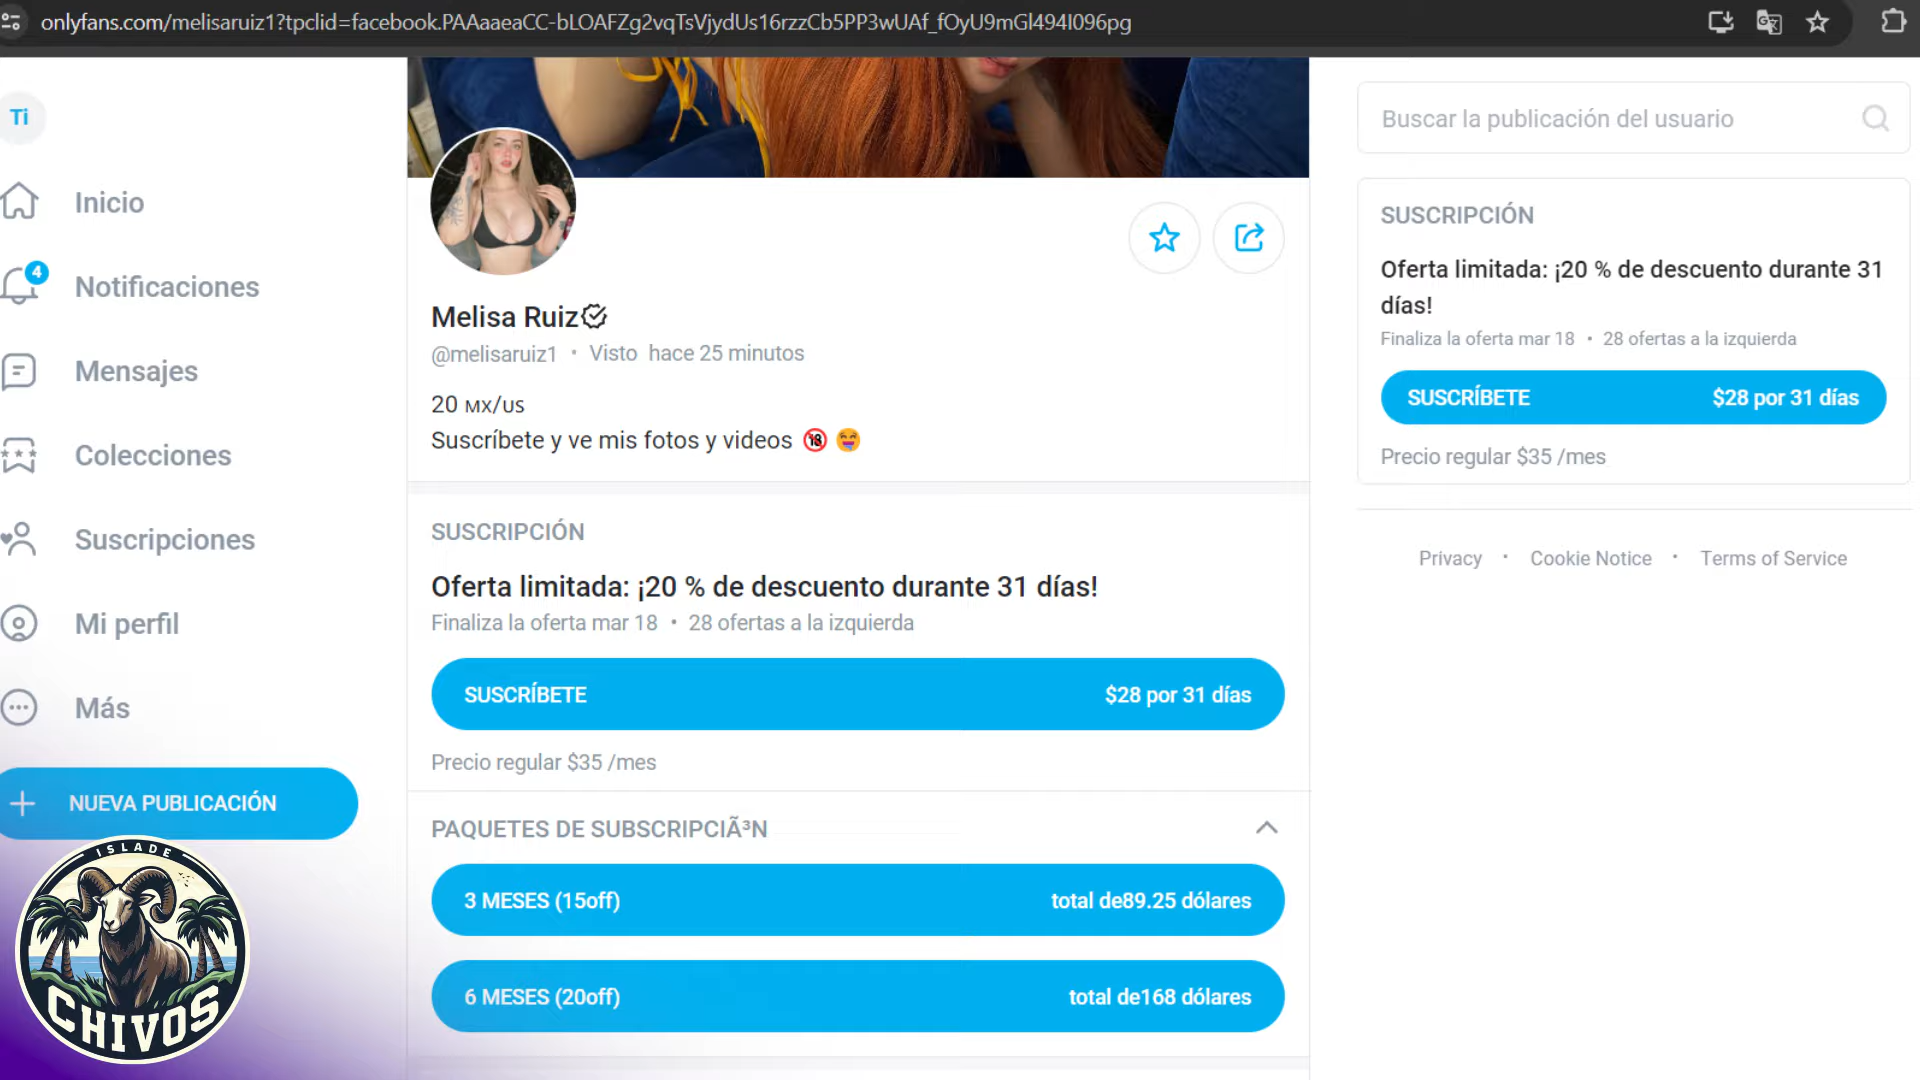 onlyfans.com/melisaruiz1?tpclid=facebook.PAAaaeaCC-bLOAFZg2vqTsVjydUs16rzzCb5PP3wUAf_fOyU9mGl494I096pg
Ti
Inicio
4
Notificaciones
Mensajes
Colecciones
Suscripciones
Mi perfil
Más
NUEVA PUBLICACIÓN
ISLADE
CHIVOS
Melisa Ruiz
@melisaruiz1 • Visto hace 25 minutos
20 ᴍx/ᴜs
Suscríbete y ve mis fotos y videos 🔞 😝
SUSCRIPCIÓN
Oferta limitada: ¡20 % de descuento durante 31 días!
Finaliza la oferta mar 18 • 28 ofertas a la izquierda
SUSCRÍBETE $28 por 31 días
Precio regular $35 /mes
PAQUETES DE SUBSCRIPCIÃ³N
3 MESES (15off) total de89.25 dólares
6 MESES (20off) total de168 dólares
Buscar la publicación del usuario
SUSCRIPCIÓN
Oferta limitada: ¡20 % de descuento durante 31
días!
Finaliza la oferta mar 18 • 28 ofertas a la izquierda
SUSCRÍBETE $28 por 31 días
Precio regular $35 /mes
Privacy • Cookie Notice • Terms of Service